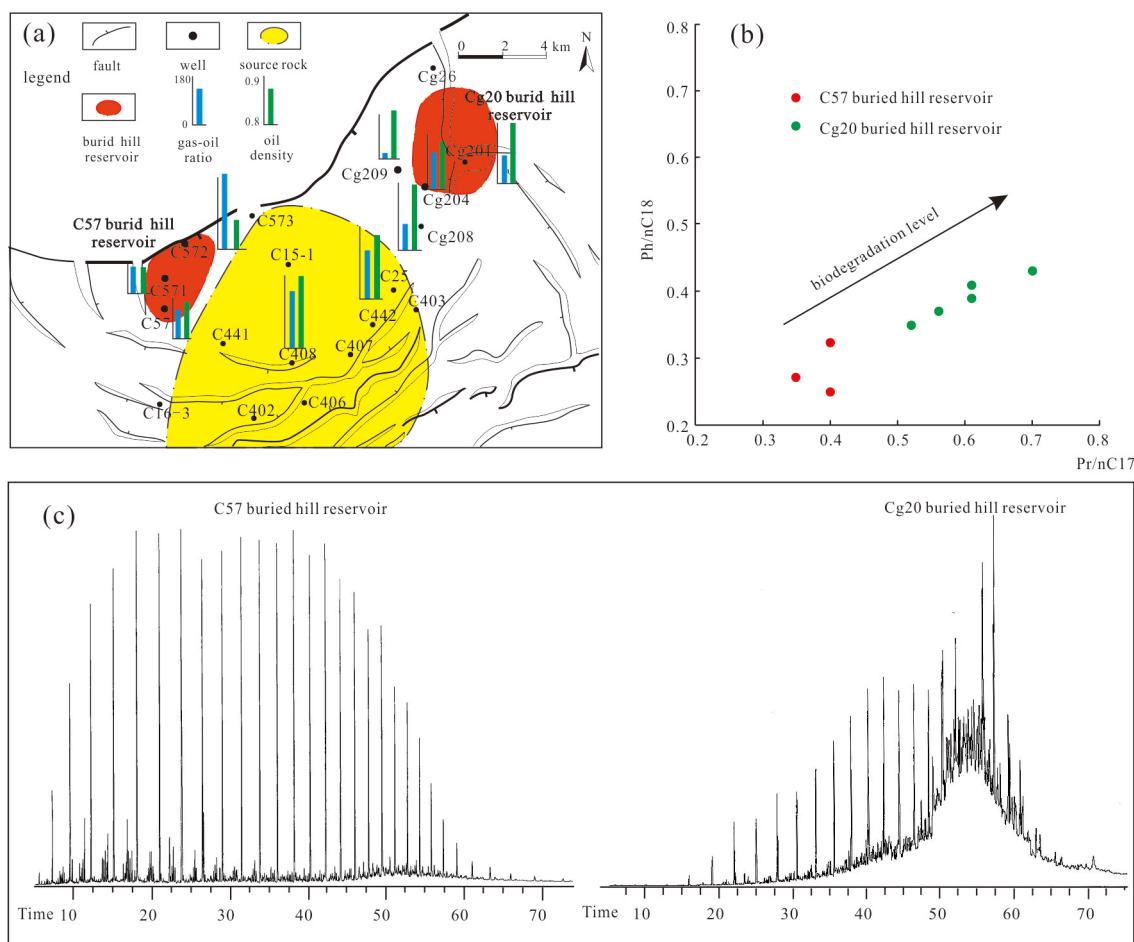 (a)
legend
fault
well
source rock
burid hill
reservoir
180
0
gas-oil
ratio
0.9
0.8
oil
density
0 2 4 km
N
Cg26
Cg20 burid hill
reservoir
Cg201
Cg209
Cg204
Cg208
C57 burid hill
reservoir
C573
C572
C571
C57
C15-1
C25
C403
C442
C441
C408
C407
C16-3
C402
C406
(b)
Ph/nC18
0.8
0.7
0.6
0.5
0.4
0.3
0.2
C57 buried hill reservoir
Cg20 buried hill reservoir
biodegradation level
0.2 0.3 0.4 0.5 0.6 0.7 0.8
Pr/nC17
(c)
C57 buried hill reservoir
Time 10 20 30 40 50 60 70
Cg20 buried hill reservoir
Time 10 20 30 40 50 60 70